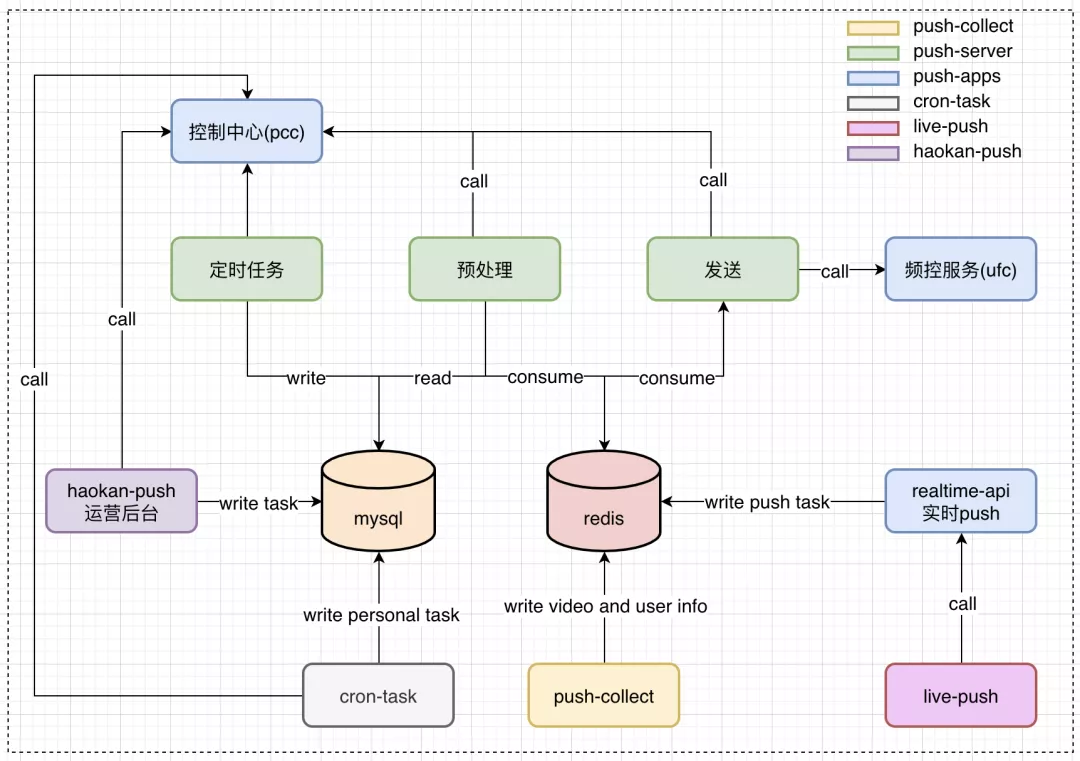 push-collect
push-server
push-apps
cron-task
live-push
haokan-push
控制中心(pcc)
call
call
定时任务
预处理
发送
call
频控服务(ufc)
call
call
write
read
consume
consume
haokan-push
运营后台
write task
mysql
redis
write push task
realtime-api
实时push
write personal task
write video and user info
call
cron-task
push-collect
live-push